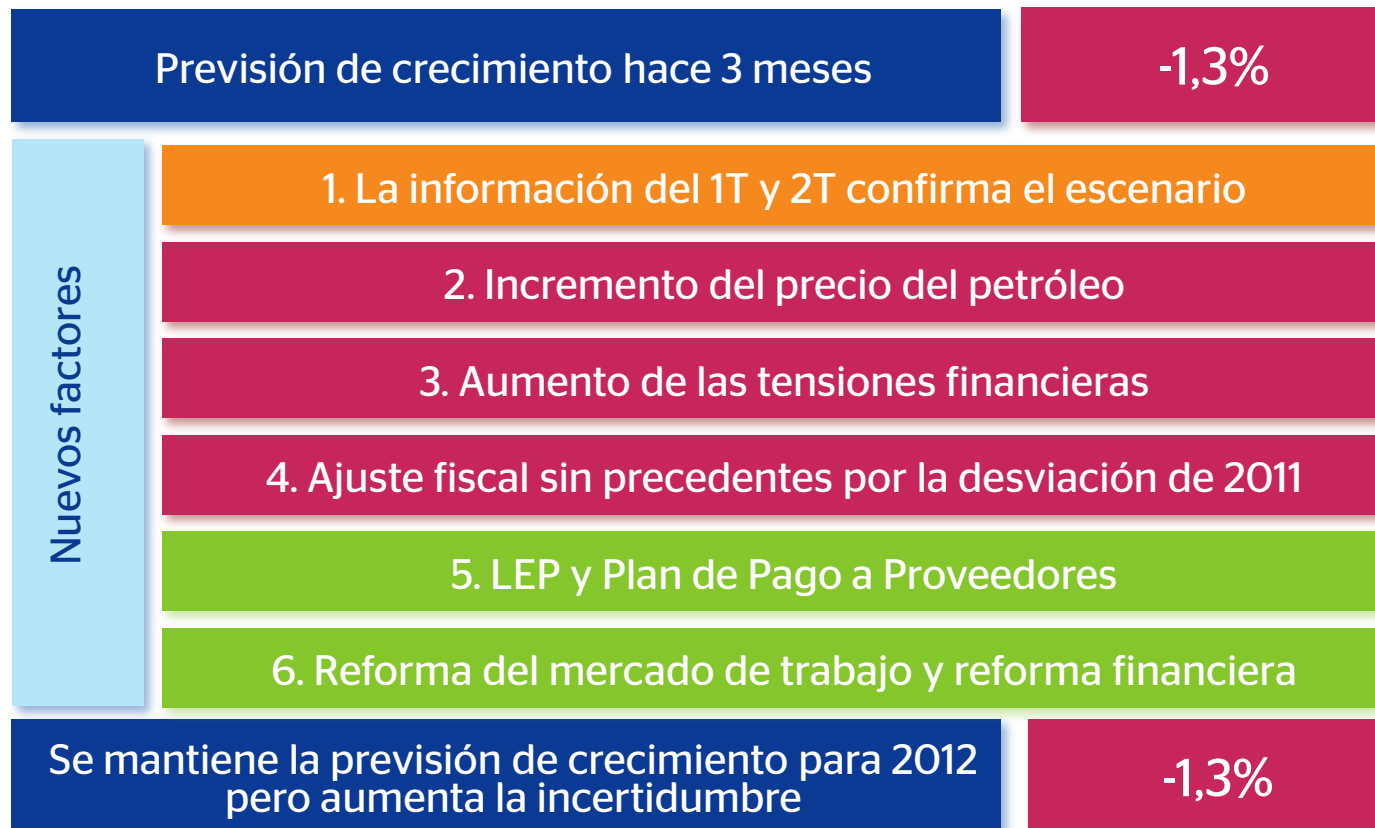 Previsión de crecimiento hace 3 meses
-1,3%
Nuevos factores
1. La información del 1T y 2T confirma el escenario
2. Incremento del precio del petróleo
3. Aumento de las tensiones financieras
4. Ajuste fiscal sin precedentes por la desviación de 2011
5. LEP y Plan de Pago a Proveedores
6. Reforma del mercado de trabajo y reforma financiera
Se mantiene la previsión de crecimiento para 2012
pero aumenta la incertidumbre
-1,3%